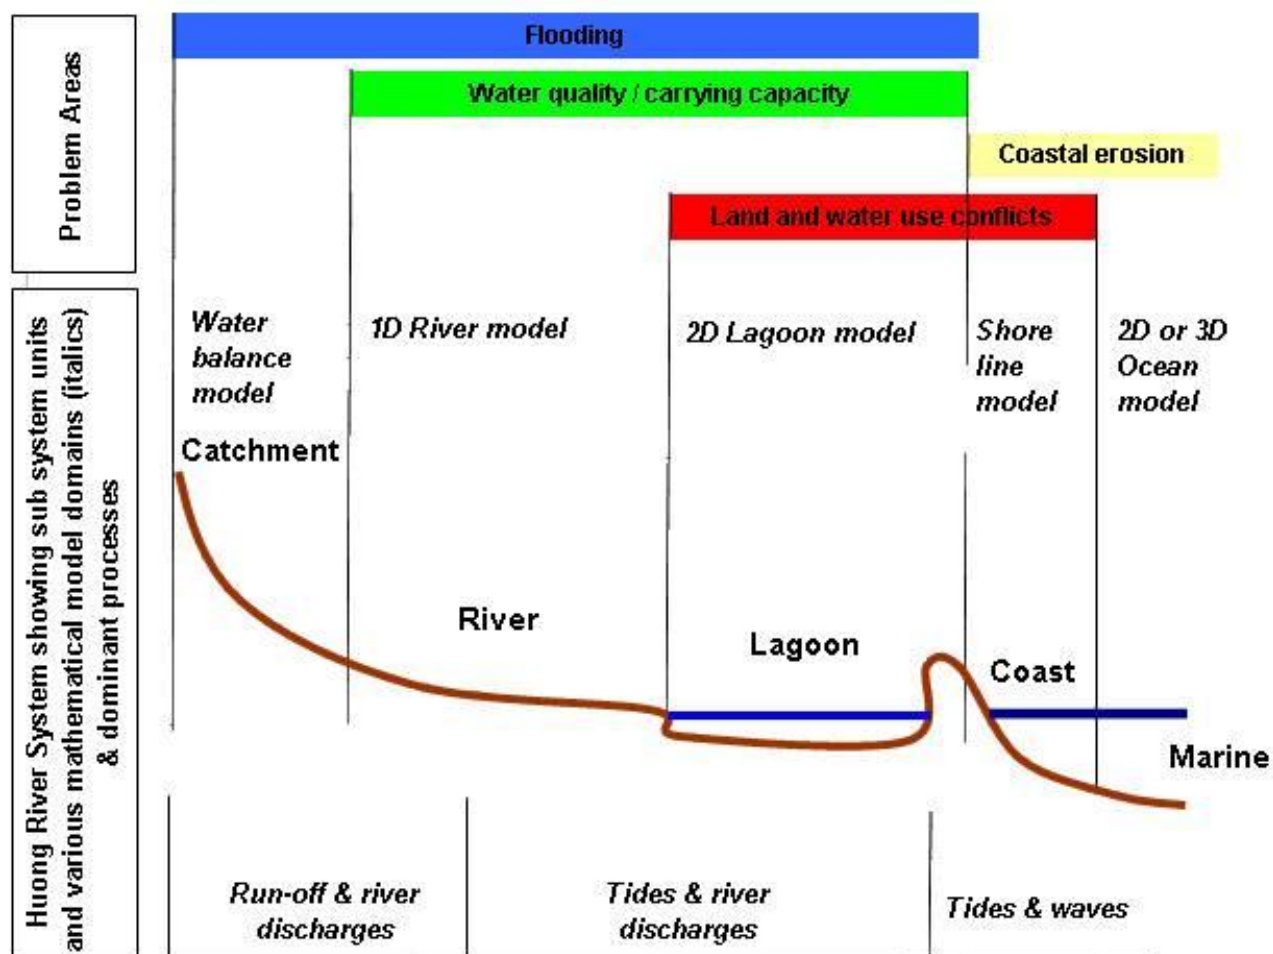 Problem Areas
Flooding
Water quality / carrying capacity
Coastal erosion
Land and water use conflicts
Huong River System showing sub system units
and various mathematical model domains (italics)
& dominant processes
Water
balance
model
1D River model
2D Lagoon model
Shore
line
model
2D or 3D
Ocean
model
Catchment
River
Lagoon
Coast
Marine
Run-off & river
discharges
Tides & river
discharges
Tides & waves